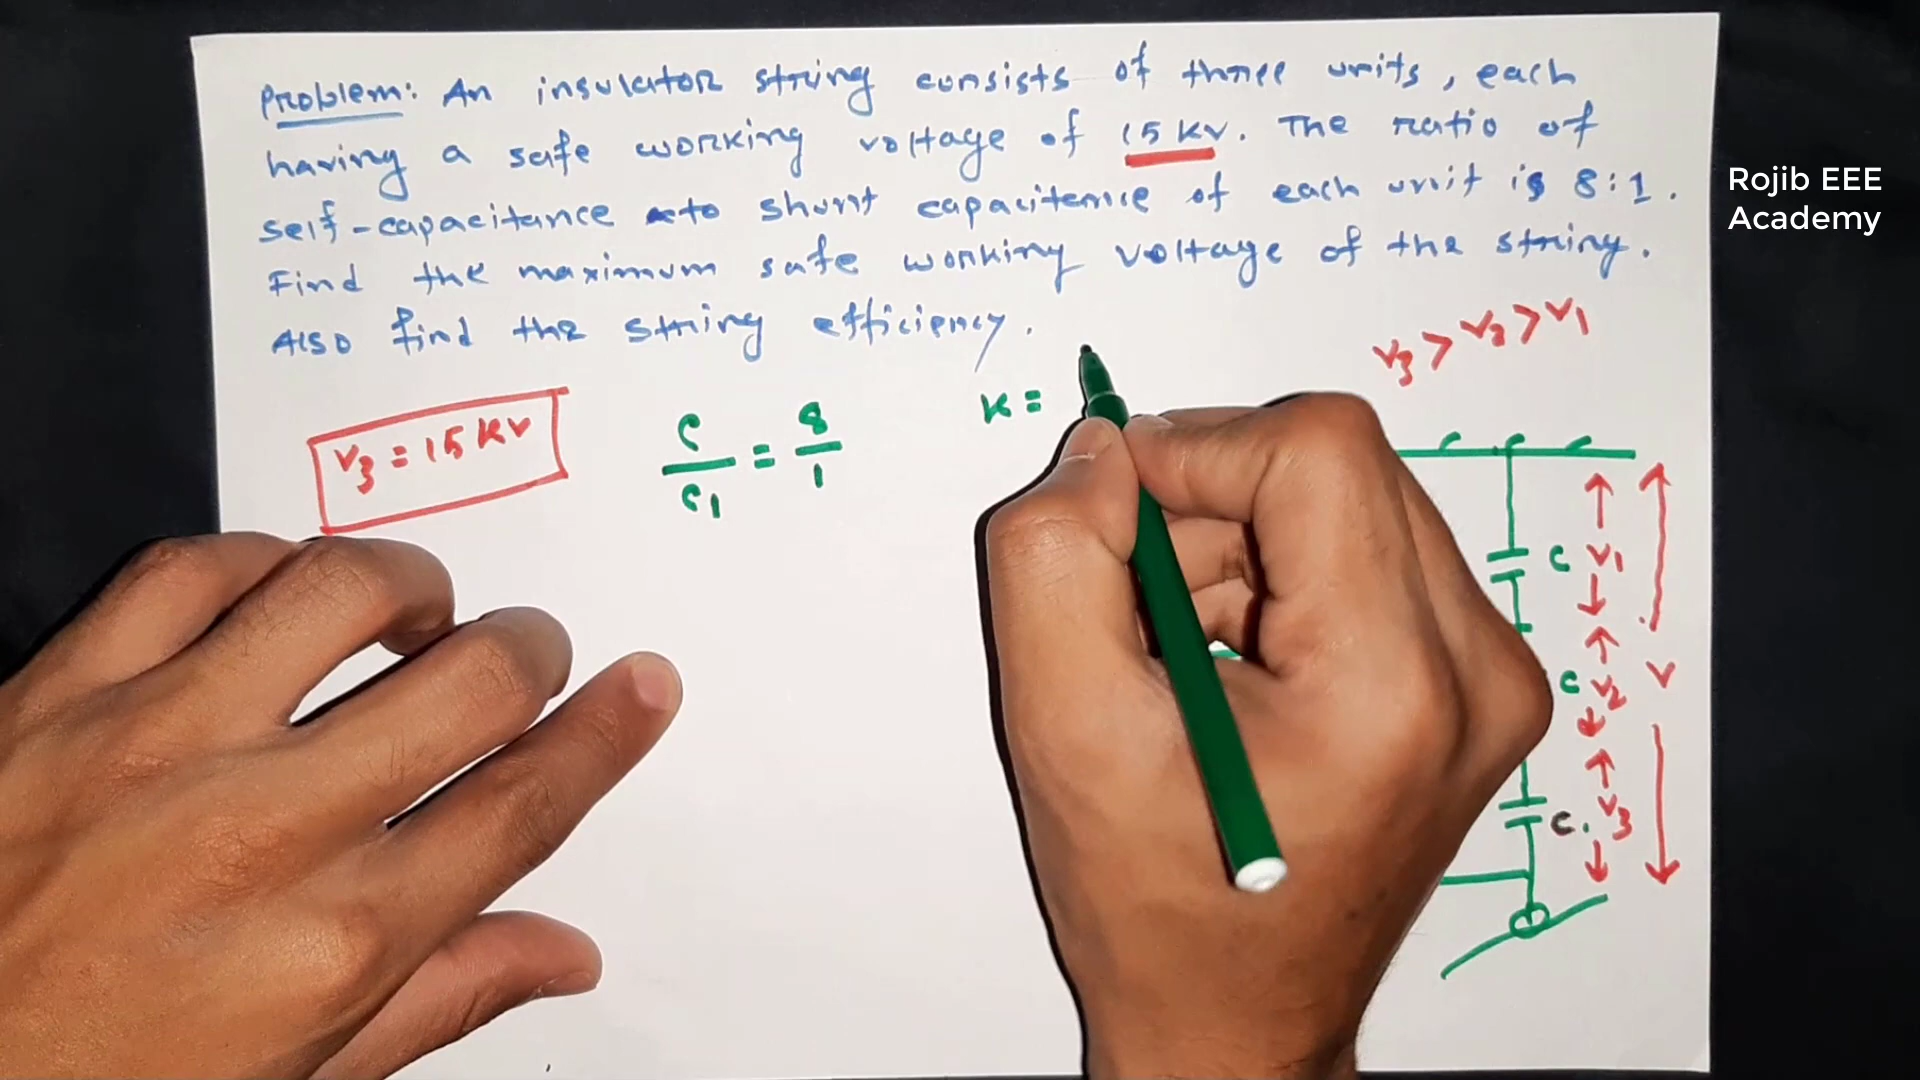 Problem: An insulator string consists of three units, each
having a safe working voltage of 15 kv. The ratio of
self-capacitance to shunt capacitance of each unit is 8:1.
Find the maximum safe working voltage of the string.
Also find the string efficiency.
Rojib EEE
Academy
V3 > V2 > V1
V3 = 15 kv
C/C1 = 8/1
K =
C V1
C V2
V
C. V3